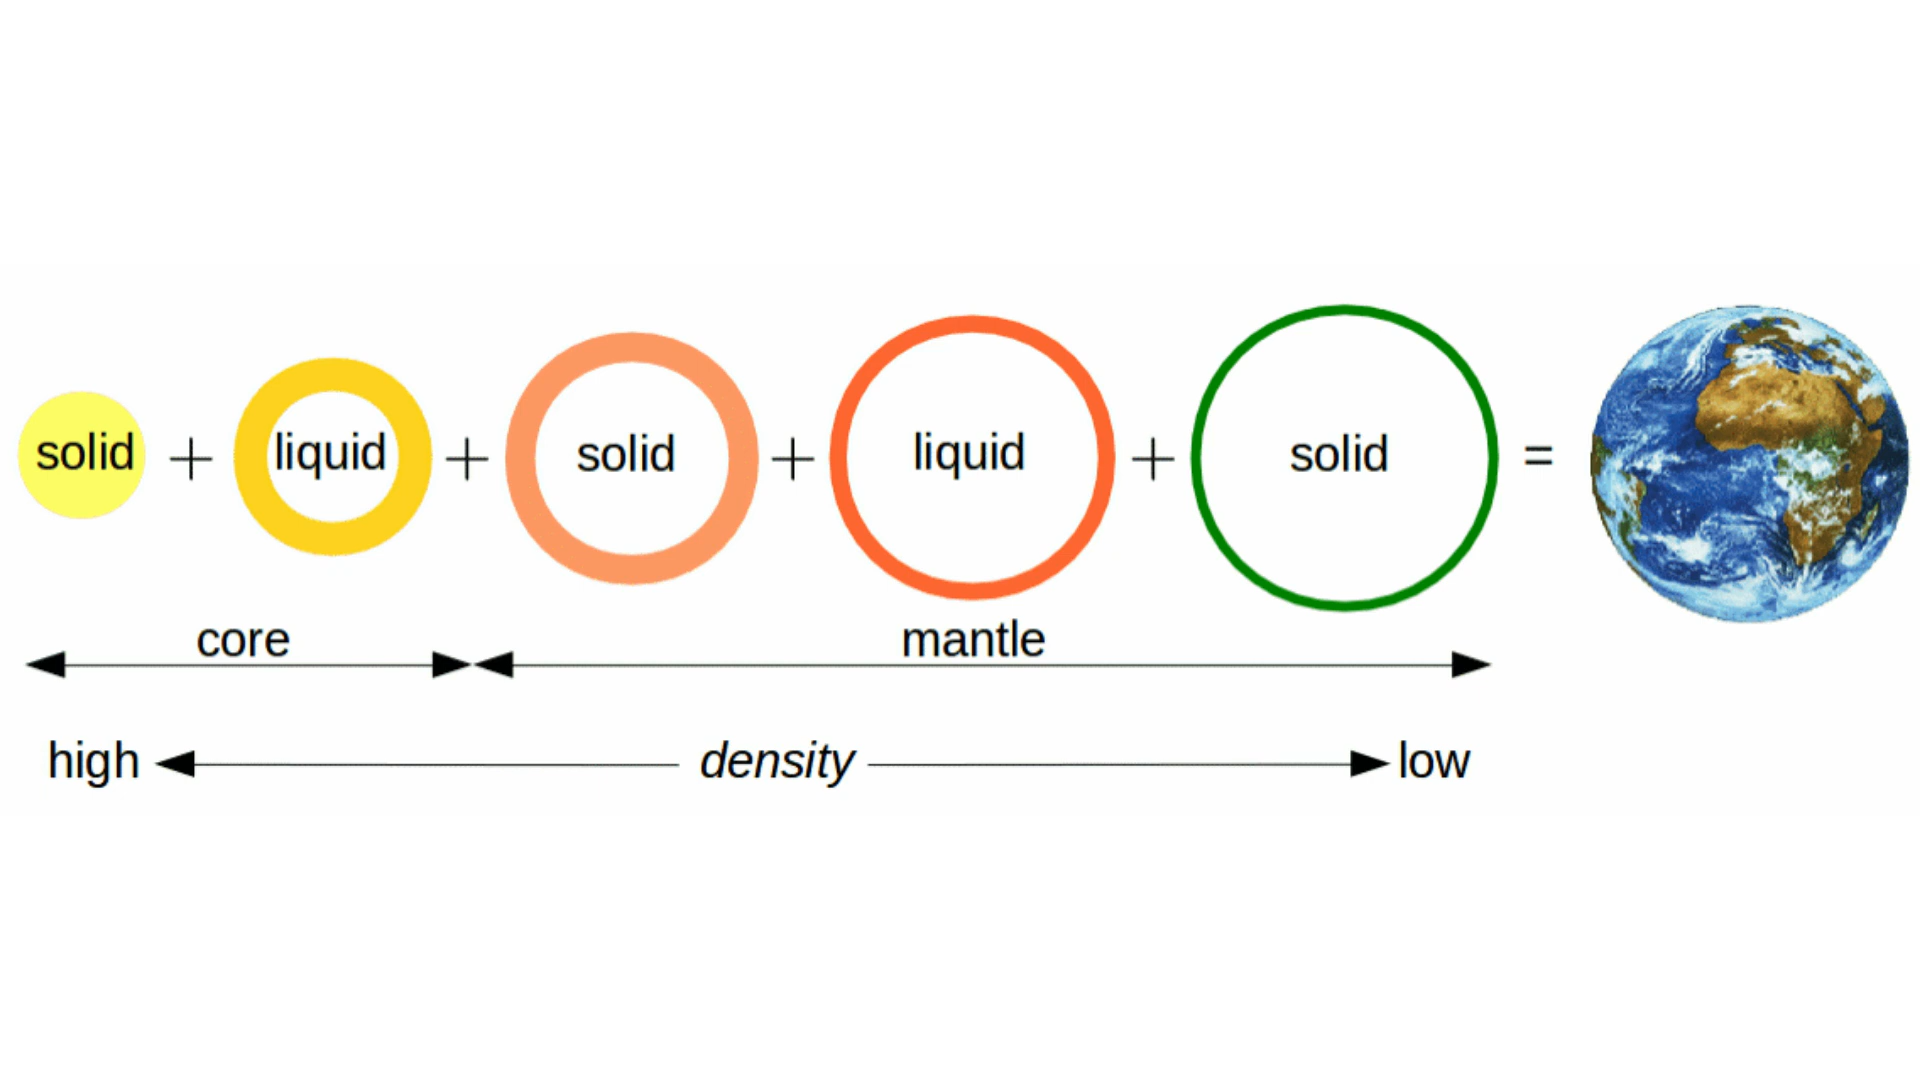 solid + liquid + solid + liquid + solid =
core mantle
high density low